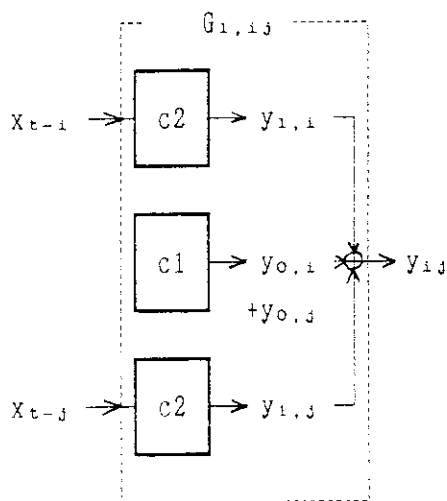 G₁,ᵢⱼ
xₜ₋ᵢ c2 y₁,ᵢ
c1 y₀,ᵢ yᵢⱼ
+y₀,ⱼ
xₜ₋ⱼ c2 y₁,ⱼ